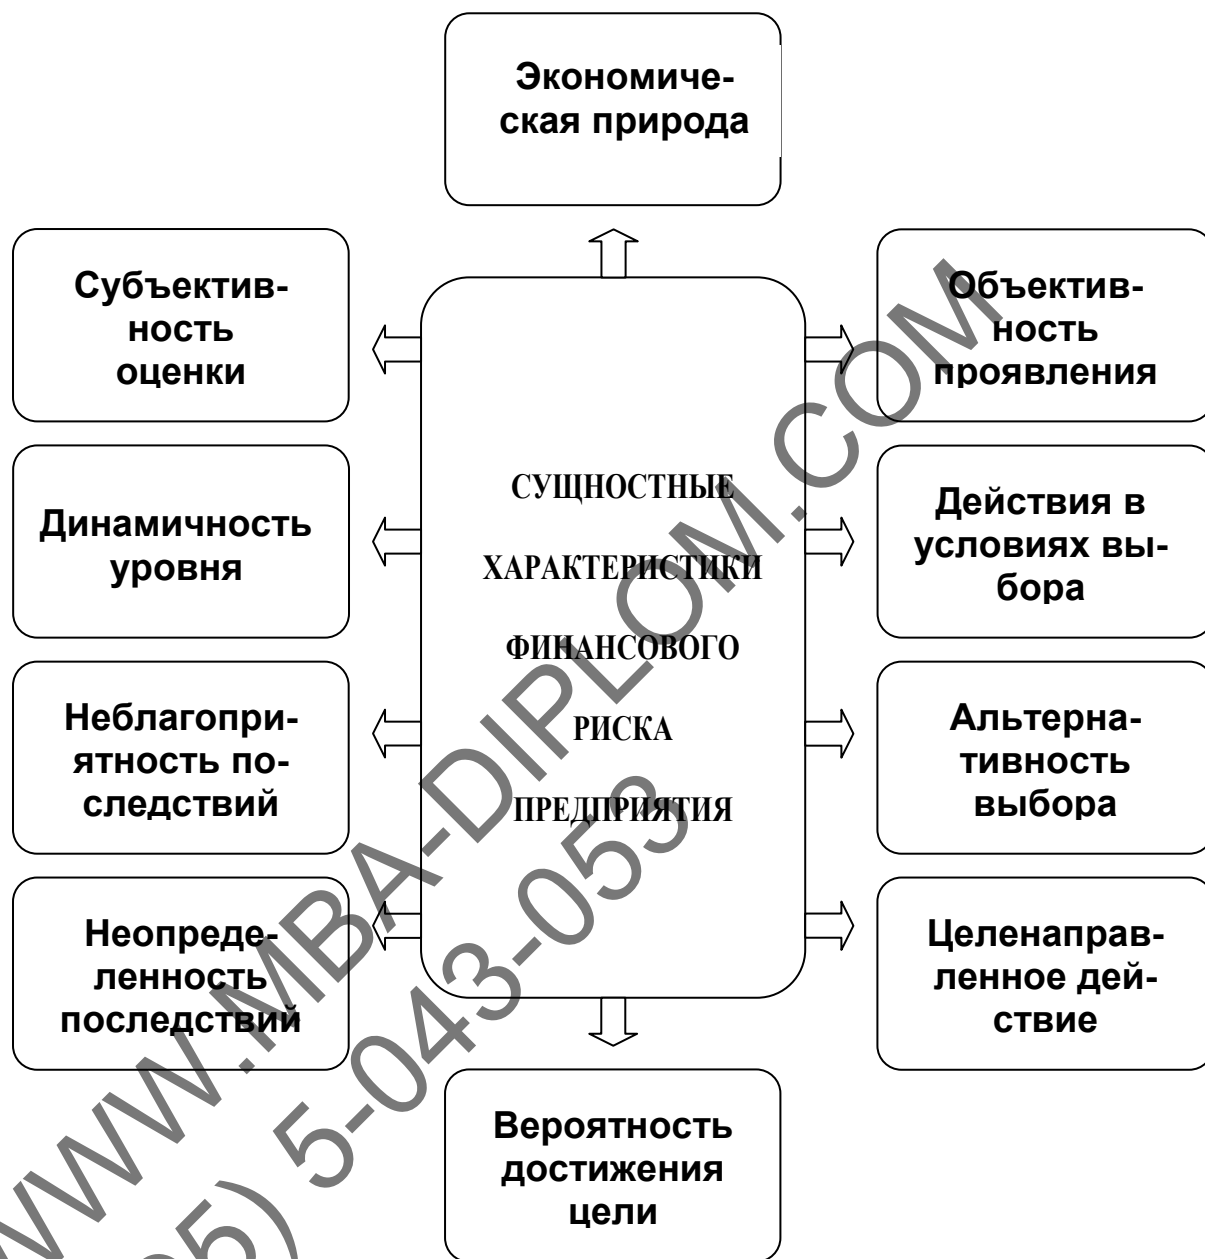 Экономиче-
ская природа
Субъектив-
ность
оценки
Объектив-
ность
проявления
Динамичность
уровня
Действия в
условиях вы-
бора
Неблагопри-
ятность по-
следствий
Альтерна-
тивность
выбора
Неопреде-
ленность
последствий
Целенаправ-
ленное дей-
ствие
СУЩНОСТНЫЕ
ХАРАКТЕРИСТИКИ
ФИНАНСОВОГО
РИСКА
ПРЕДПРИЯТИЯ
Вероятность
достижения
цели
WWW.MBA-DIPLOM.COM
5) 5-043-053